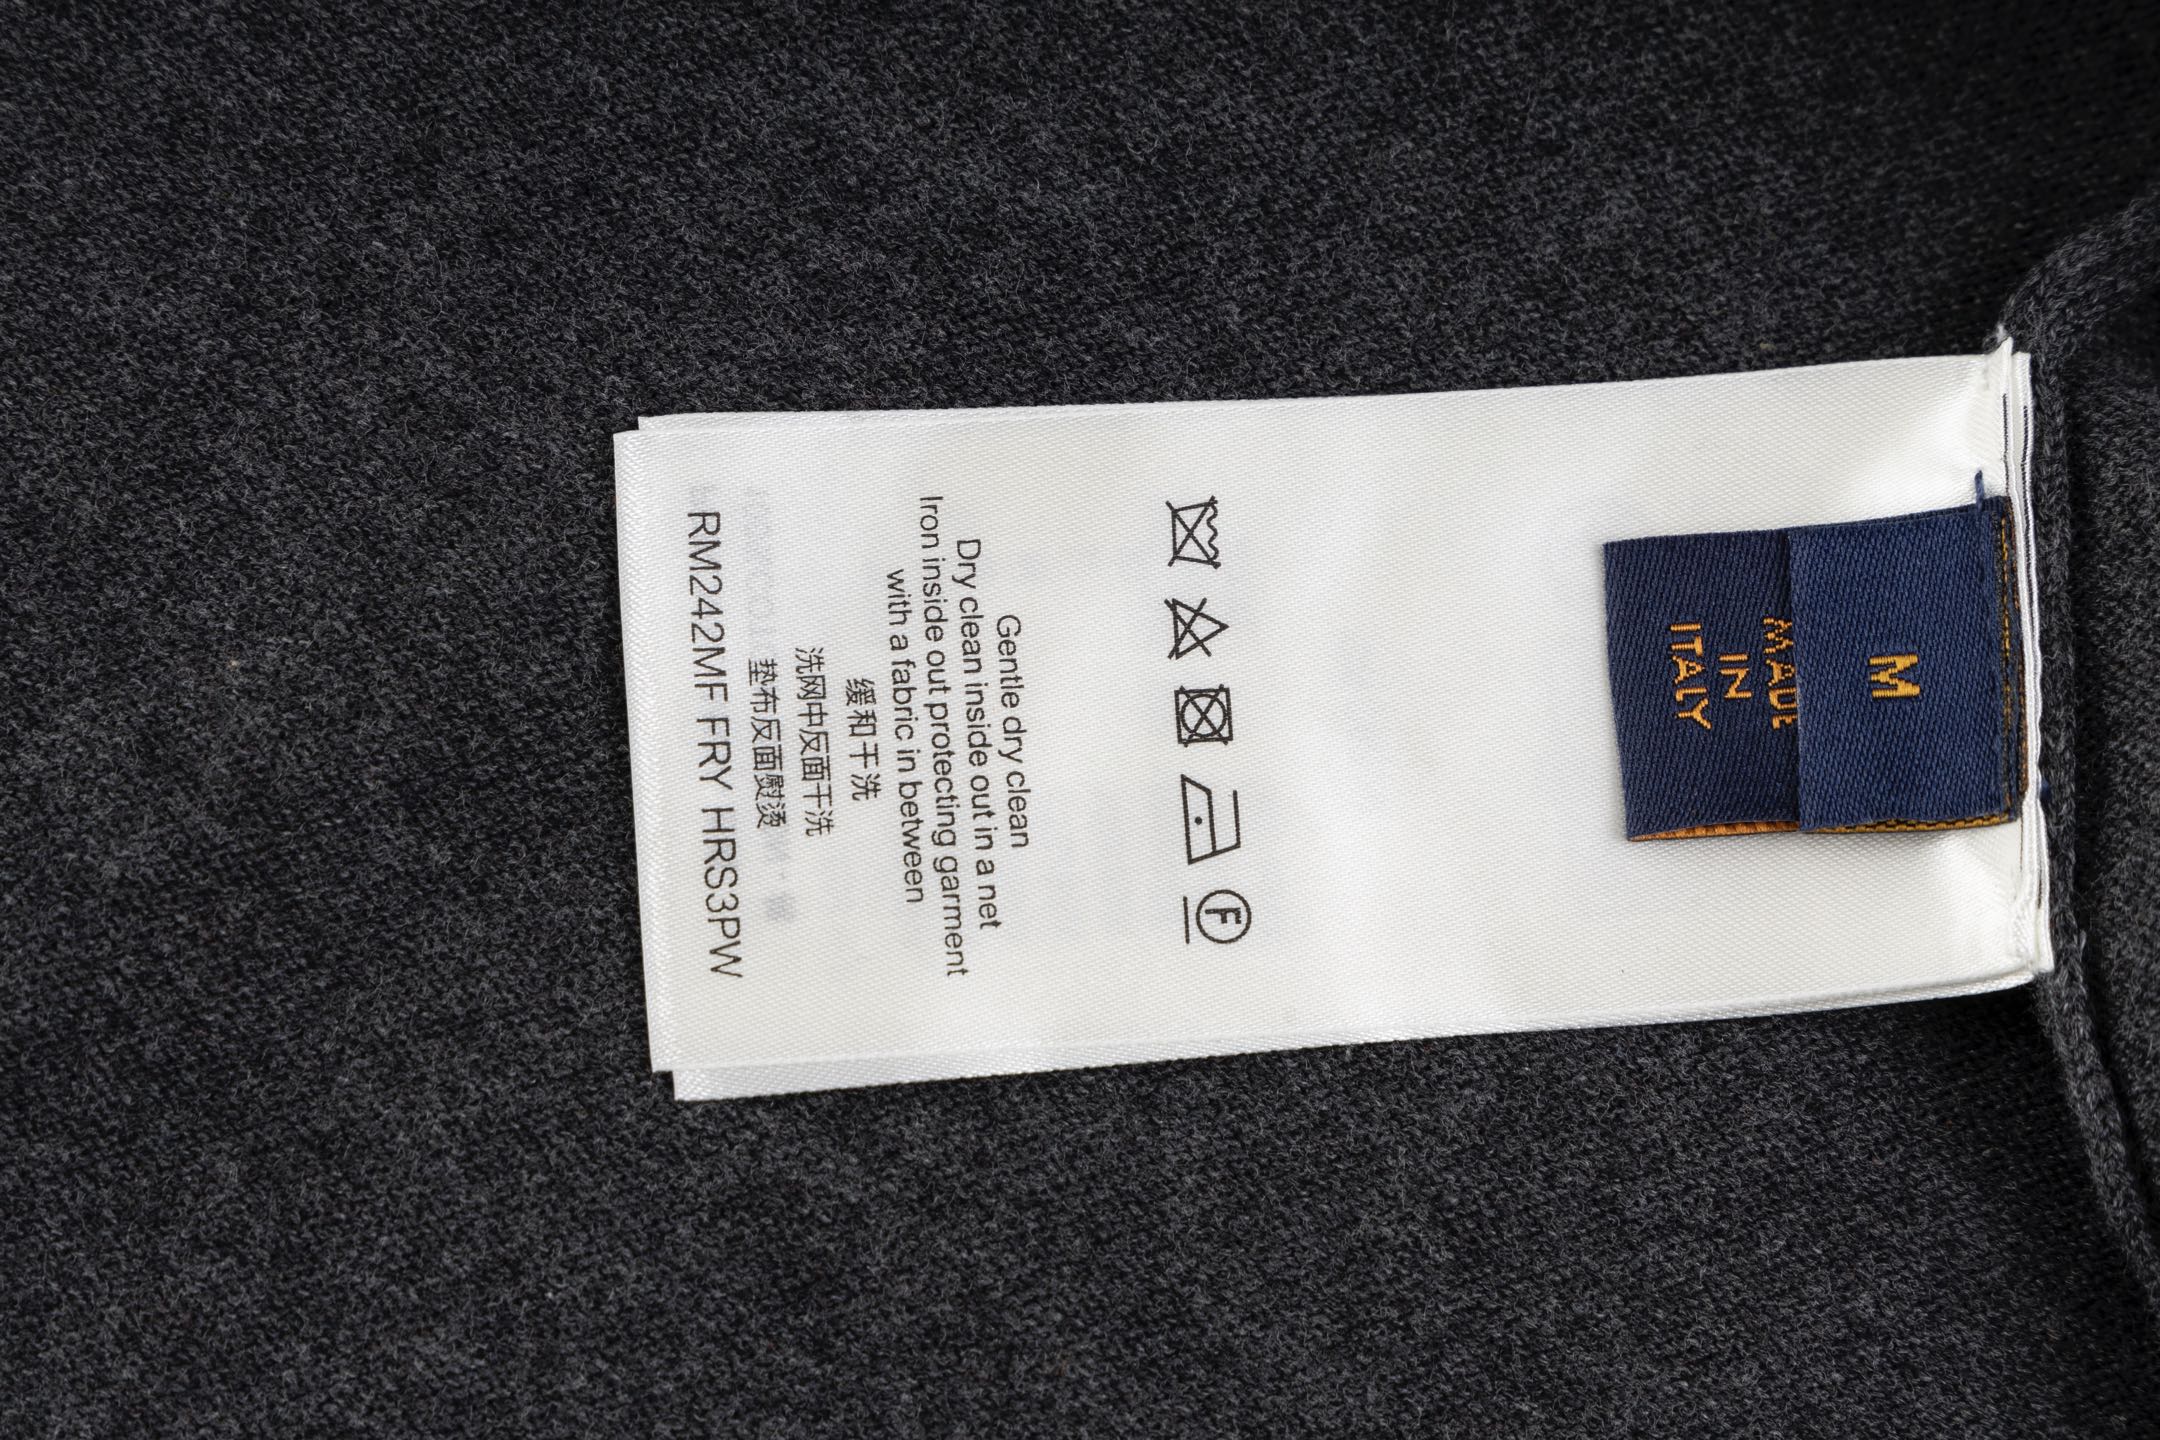 M
MADE
IN
ITALY
F
Gentle dry clean
Dry clean inside out in a net
Iron inside out protecting garment
with a fabric in between
缓和干洗
洗网中反面干洗
垫布反面熨烫
RM242MF FRY HRS3PW